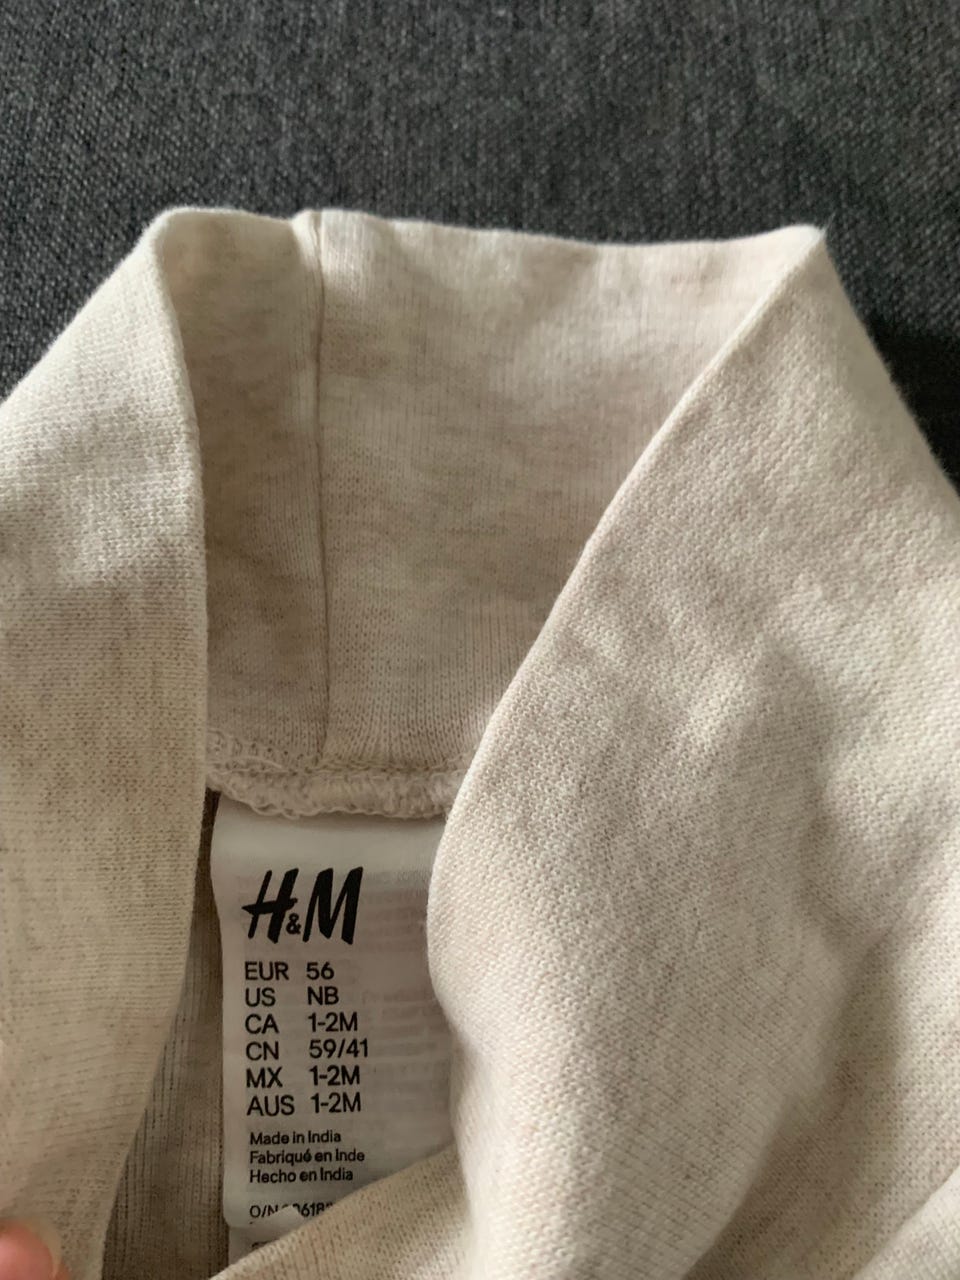 H&M
EUR 56
US NB
CA 1-2M
CN 59/41
MX 1-2M
AUS 1-2M
Made in India
Fabriqué en Inde
Hecho en India
O/N